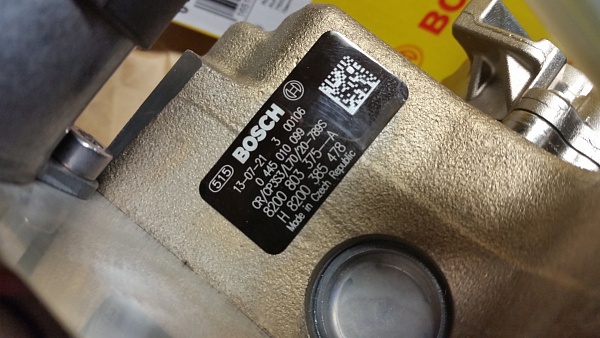 515 BOSCH
13-07-21 3 00106
0 445 010 099
CR/CP3S3/L70/20-789S
8200 803 775--A
H 8200 385 478
Made in Czech Republic
BOSCH